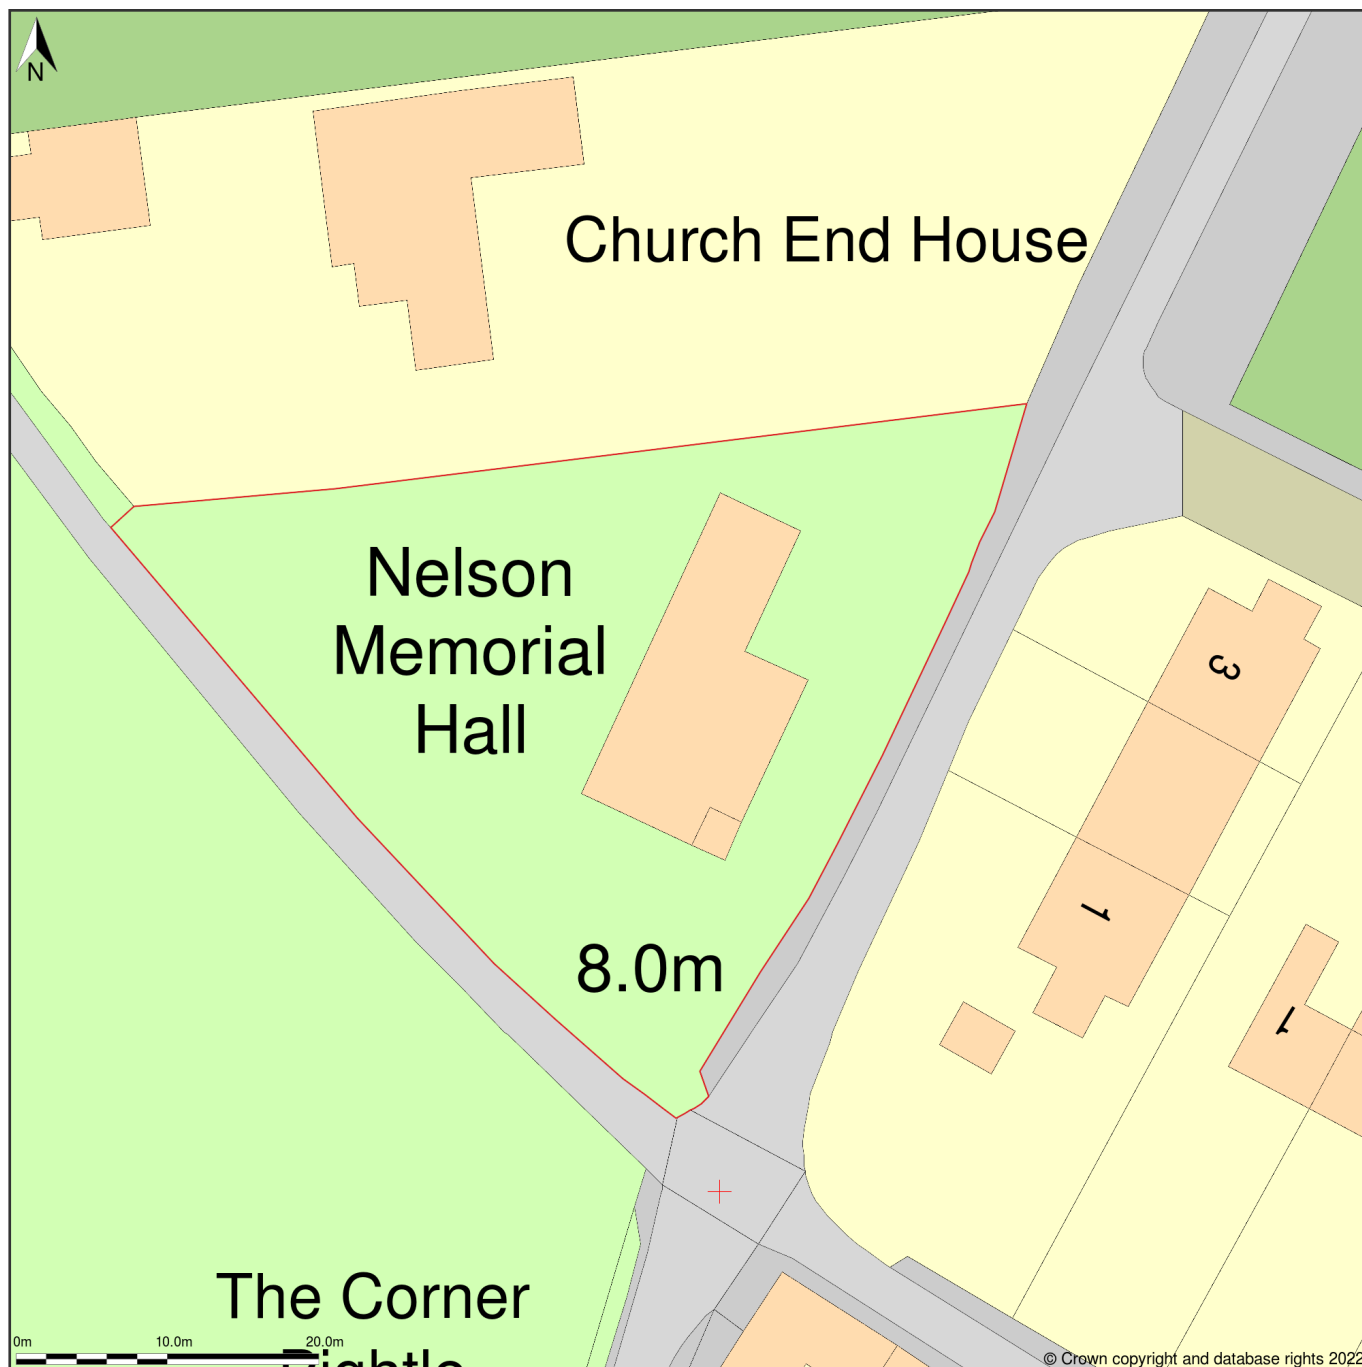 N
Church End House
Nelson
Memorial
Hall
3
1
8.0m
1
The Corner
0m 10.0m 20.0m
© Crown copyright and database rights 2022